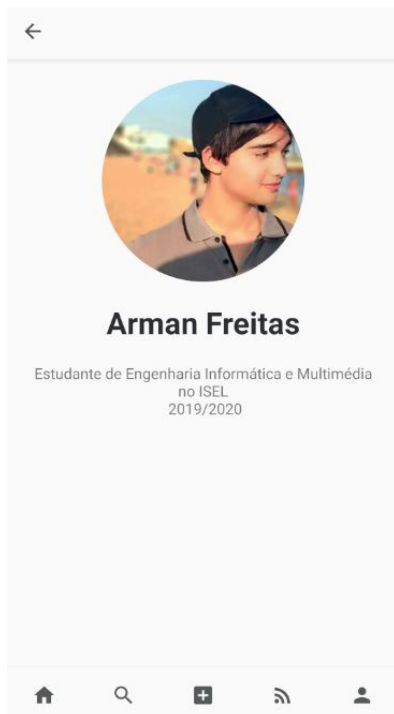 Arman Freitas
Estudante de Engenharia Informática e Multimédia
no ISEL
2019/2020